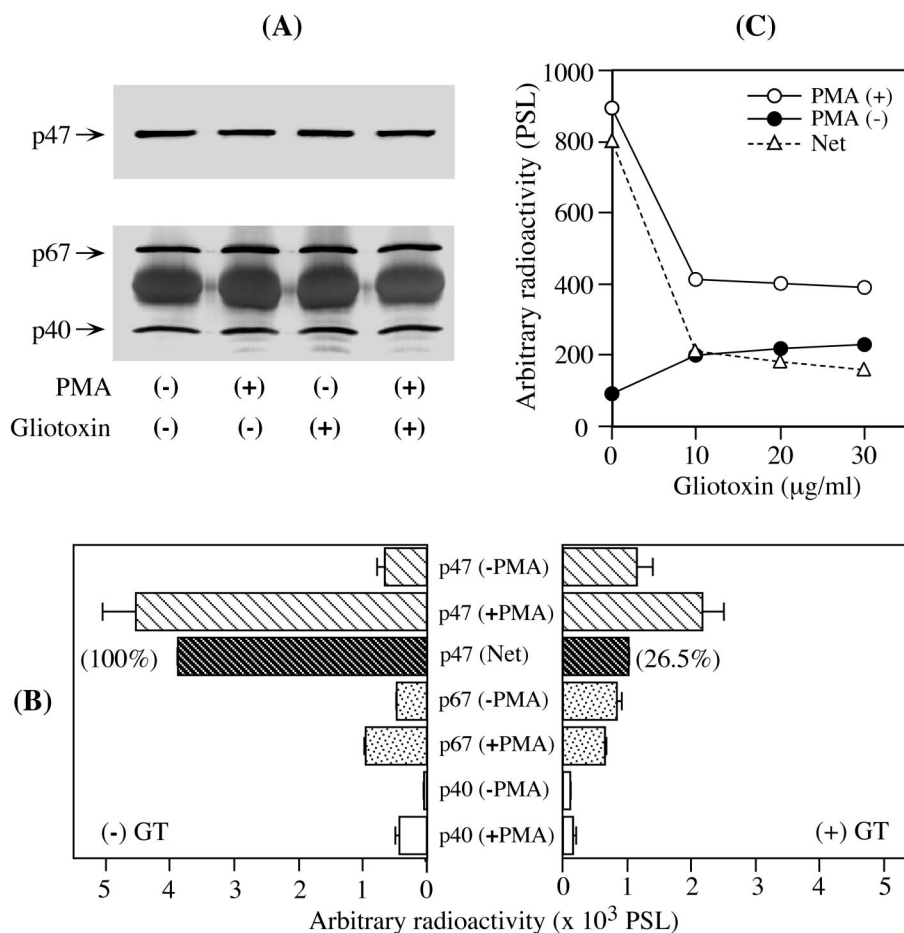 (A)
p47
p67
p40
PMA (-) (+) (-) (+)
Gliotoxin (-) (-) (+) (+)
(C)
Arbitrary radioactivity (PSL)
1000
800
600
400
200
0
PMA (+)
PMA (-)
Net
0 10 20 30
Gliotoxin (µg/ml)
(B)
p47 (-PMA)
p47 (+PMA)
(100%) p47 (Net) (26.5%)
p67 (-PMA)
p67 (+PMA)
p40 (-PMA)
(-) GT p40 (+PMA) (+) GT
5 4 3 2 1 0 0 1 2 3 4 5
Arbitrary radioactivity (x 10³ PSL)